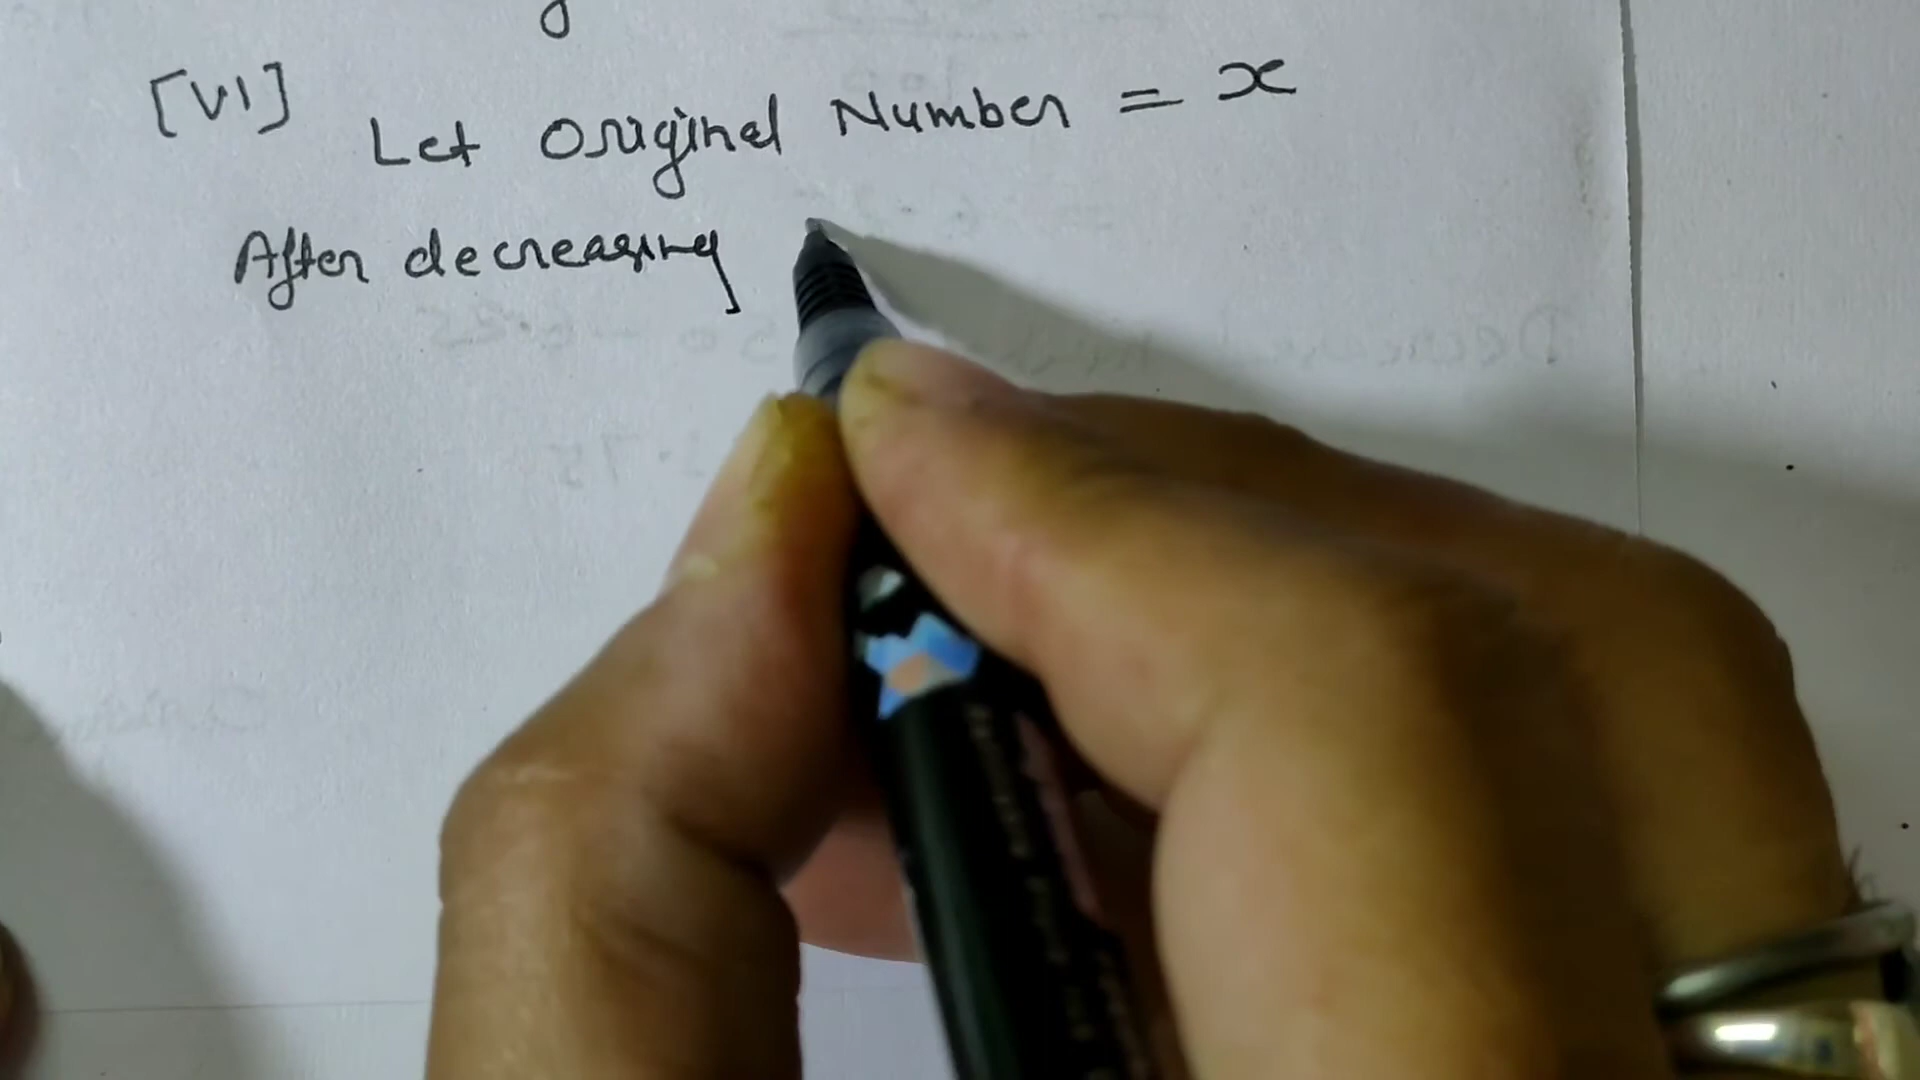 [VI] Let Original Number = x
After decreasing